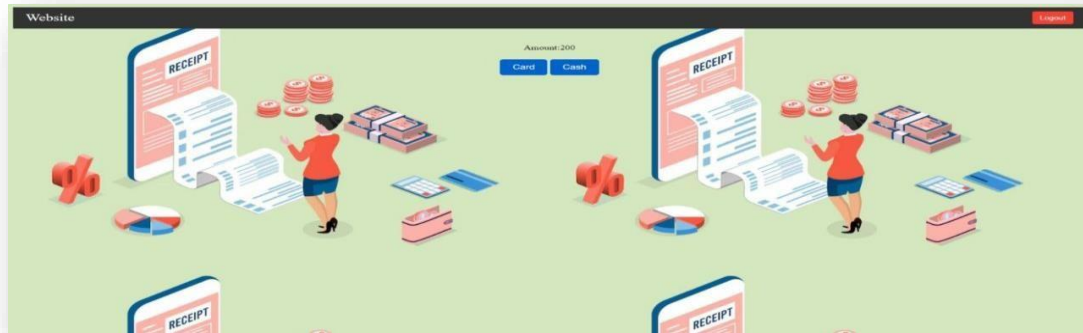 Website
Logout
Amount:200
Card
Cash
RECEIPT
RECEIPT
RECEIPT
RECEIPT